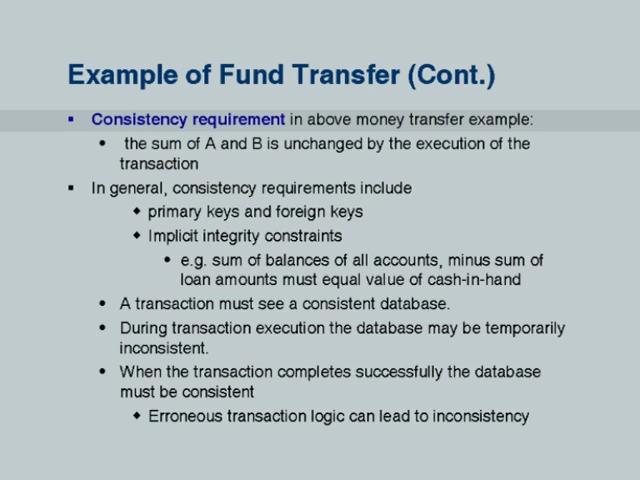 Example of Fund Transfer (Cont.)
▪ Consistency requirement in above money transfer example:
• the sum of A and B is unchanged by the execution of the
transaction
▪ In general, consistency requirements include
◆ primary keys and foreign keys
◆ Implicit integrity constraints
• e.g. sum of balances of all accounts, minus sum of
loan amounts must equal value of cash-in-hand
• A transaction must see a consistent database.
• During transaction execution the database may be temporarily
inconsistent.
• When the transaction completes successfully the database
must be consistent
◆ Erroneous transaction logic can lead to inconsistency